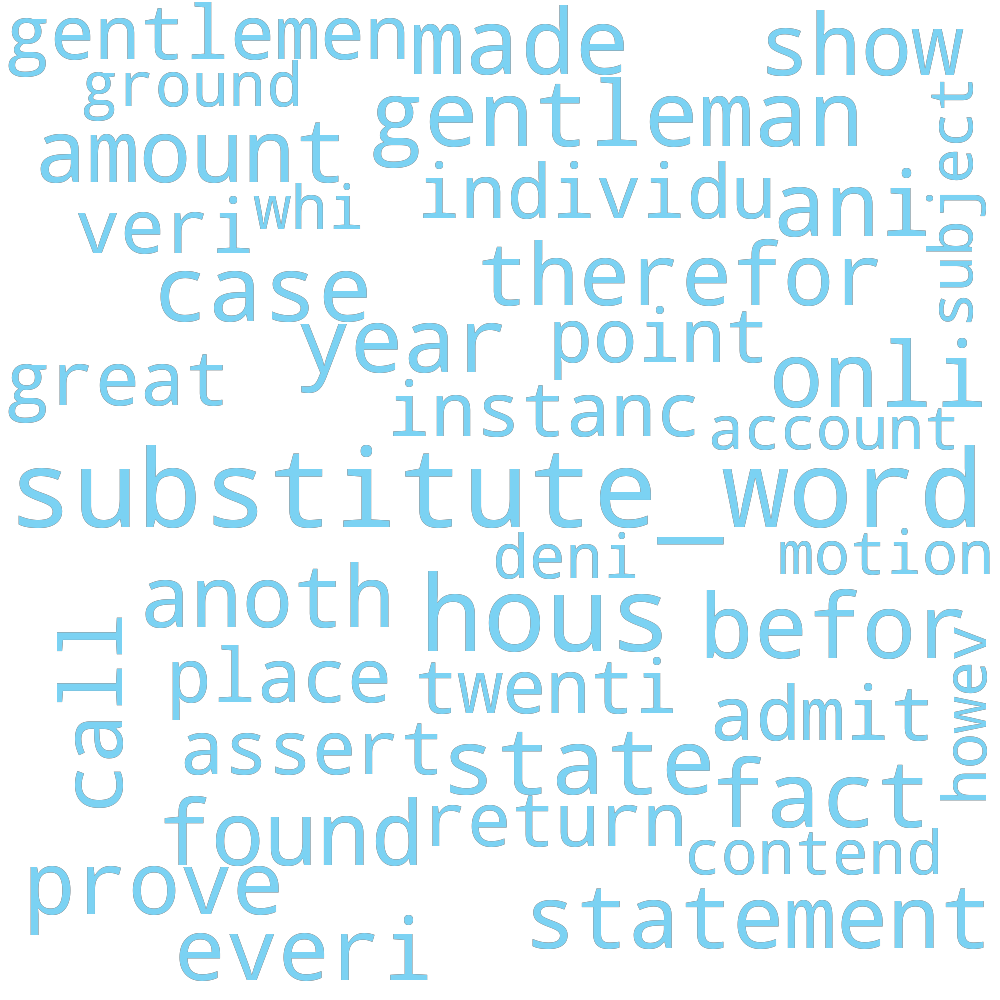 gentlemen
made
show
ground
gentleman
subject
amount
individu
ani
veri
whi
therefor
case
year
point
onli
great
instanc
account
substitute_word
deni
motion
anoth
hous
befor
call
place
twenti
howev
admit
assert
state
fact
found
return
contend
prove
statement
everi